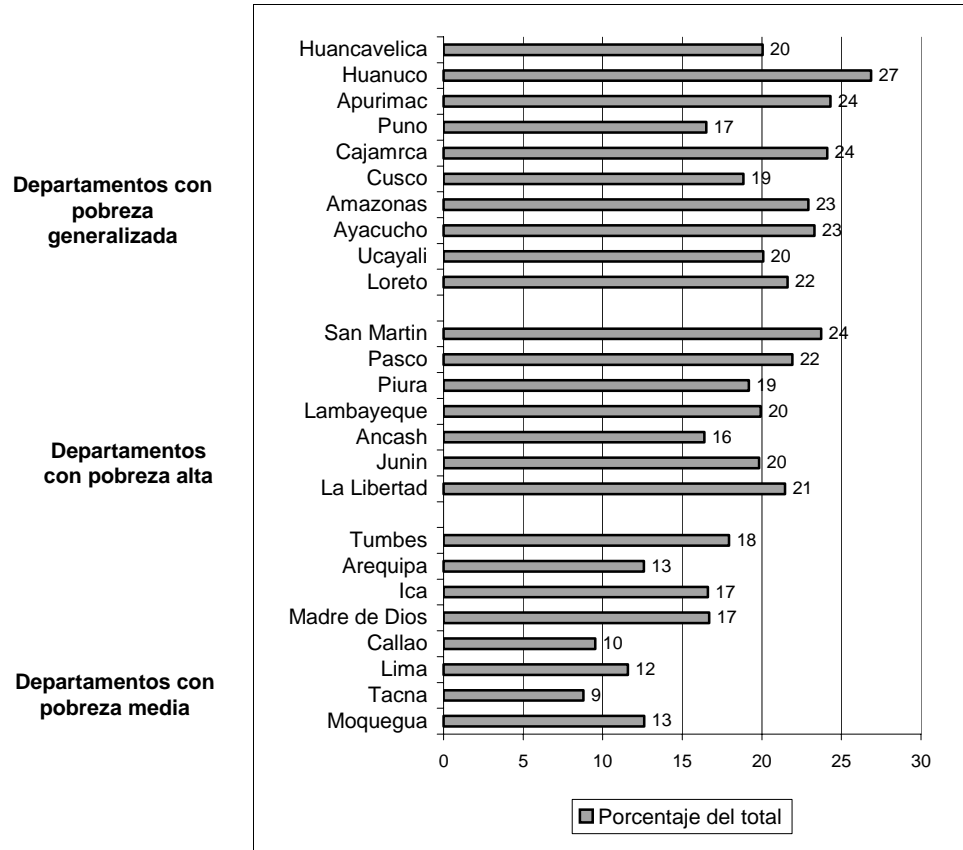 Departamentos con
pobreza
generalizada
Huancavelica 20
Huanuco 27
Apurimac 24
Puno 17
Cajamrca 24
Cusco 19
Amazonas 23
Ayacucho 23
Ucayali 20
Loreto 22
Departamentos
con pobreza alta
San Martin 24
Pasco 22
Piura 19
Lambayeque 20
Ancash 16
Junin 20
La Libertad 21
Departamentos con
pobreza media
Tumbes 18
Arequipa 13
Ica 17
Madre de Dios 17
Callao 10
Lima 12
Tacna 9
Moquegua 13
0 5 10 15 20 25 30
Porcentaje del total